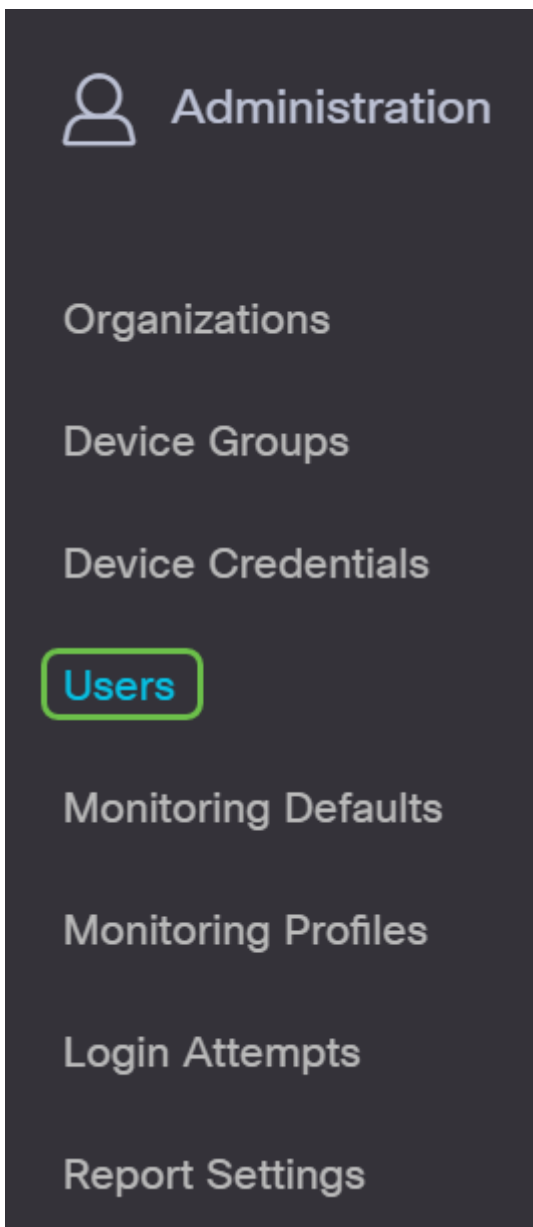 Administration
Organizations
Device Groups
Device Credentials
Users
Monitoring Defaults
Monitoring Profiles
Login Attempts
Report Settings